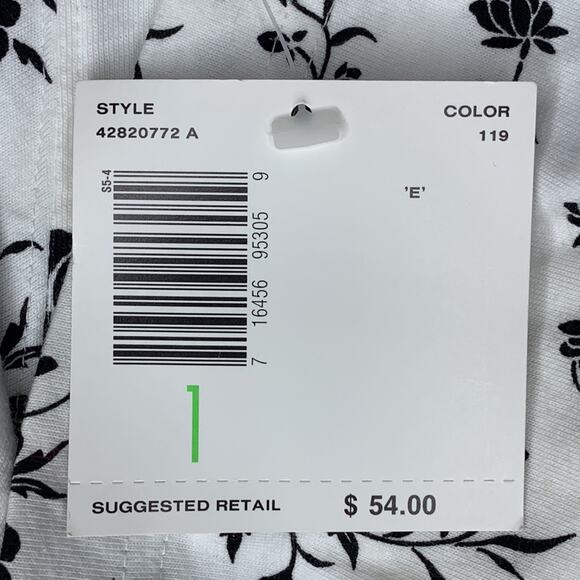 STYLE
42820772 A
COLOR
119
'E'
S5-4
7 16456 95305 9
1
SUGGESTED RETAIL $ 54.00